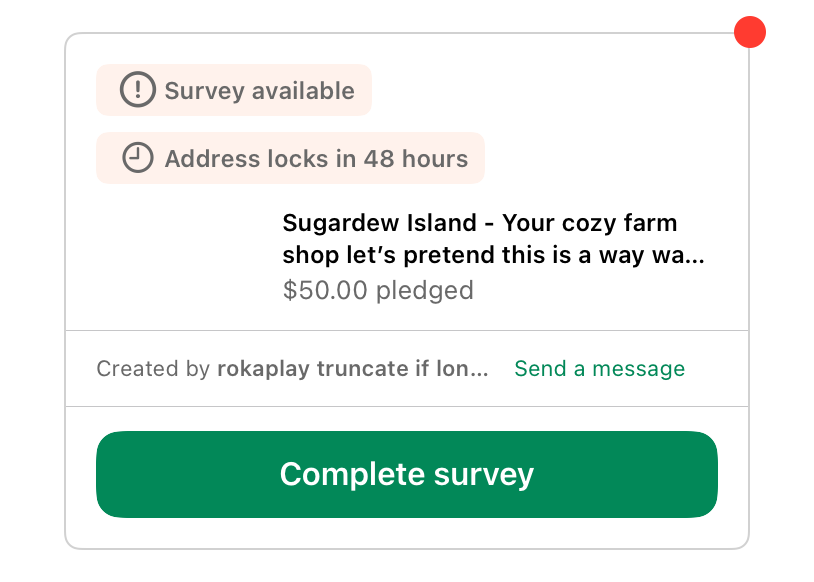 Survey available
Address locks in 48 hours
Sugardew Island - Your cozy farm
shop let’s pretend this is a way wa...
$50.00 pledged
Created by rokaplay truncate if lon... Send a message
Complete survey